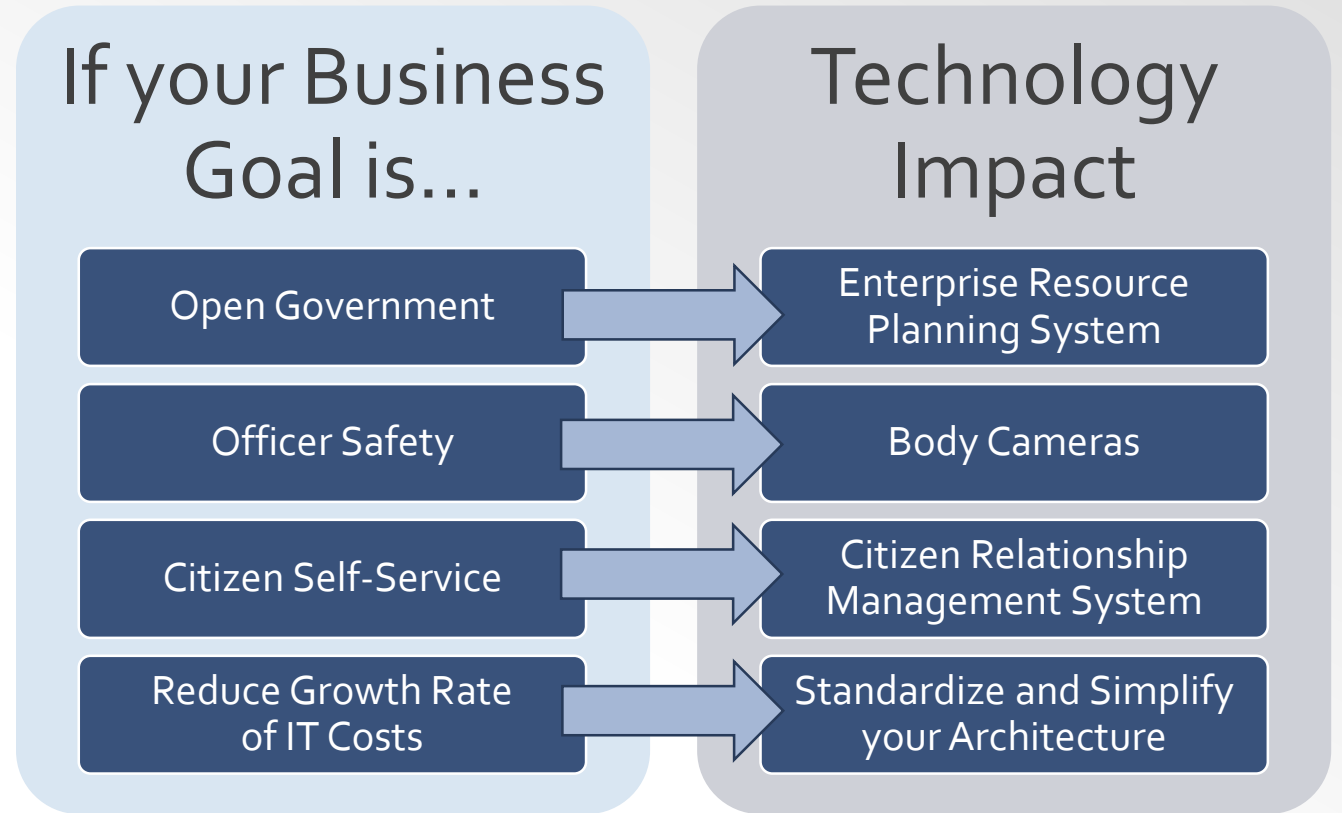 If your Business
Goal is...
Open Government
Officer Safety
Citizen Self-Service
Reduce Growth Rate
of IT Costs
Technology
Impact
Enterprise Resource
Planning System
Body Cameras
Citizen Relationship
Management System
Standardize and Simplify
your Architecture